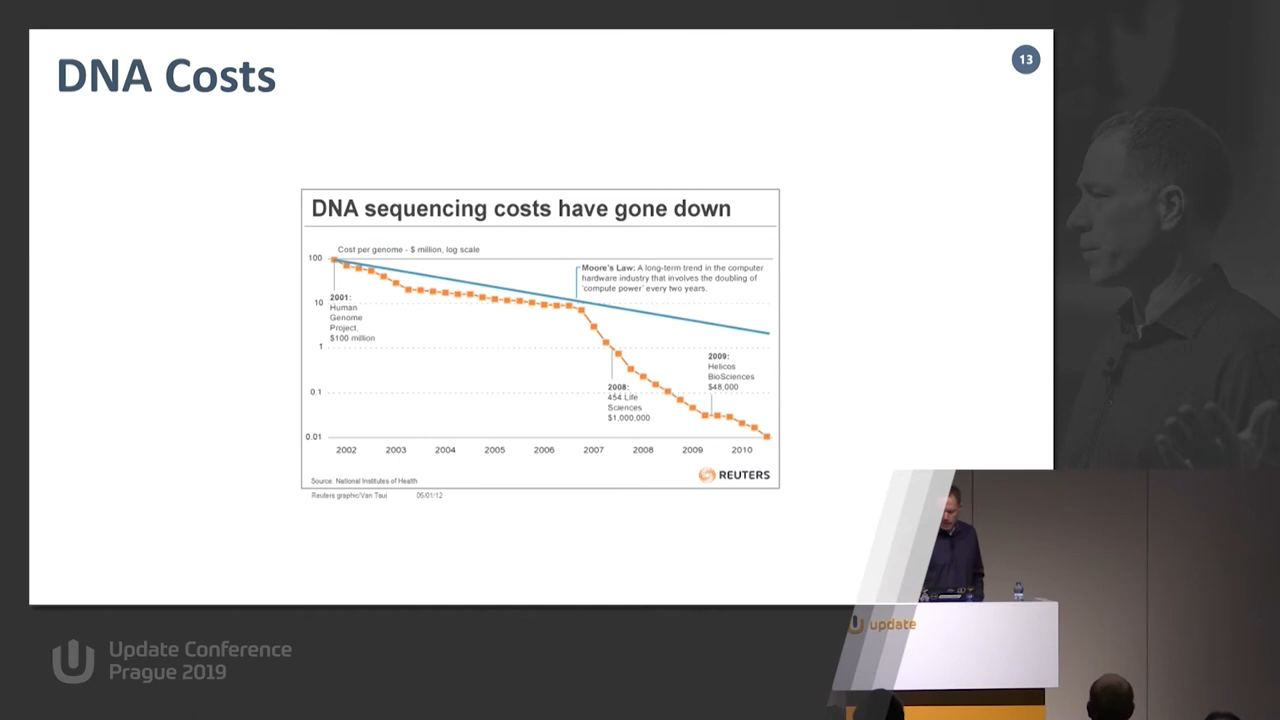 DNA Costs
13
DNA sequencing costs have gone down
Cost per genome - $ million, log scale
100
10
1
0.1
0.01
Moore's Law: A long-term trend in the computer
hardware industry that involves the doubling of
'compute power' every two years.
2001:
Human
Genome
Project,
$100 million
2008:
454 Life
Sciences
$1,000,000
2009:
Helicos
BioSciences
$48,000
2002 2003 2004 2005 2006 2007 2008 2009 2010
Source: National Institutes of Health
REUTERS
Reuters graphic/Van Tsui 06/01/12
update
Update Conference
Prague 2019